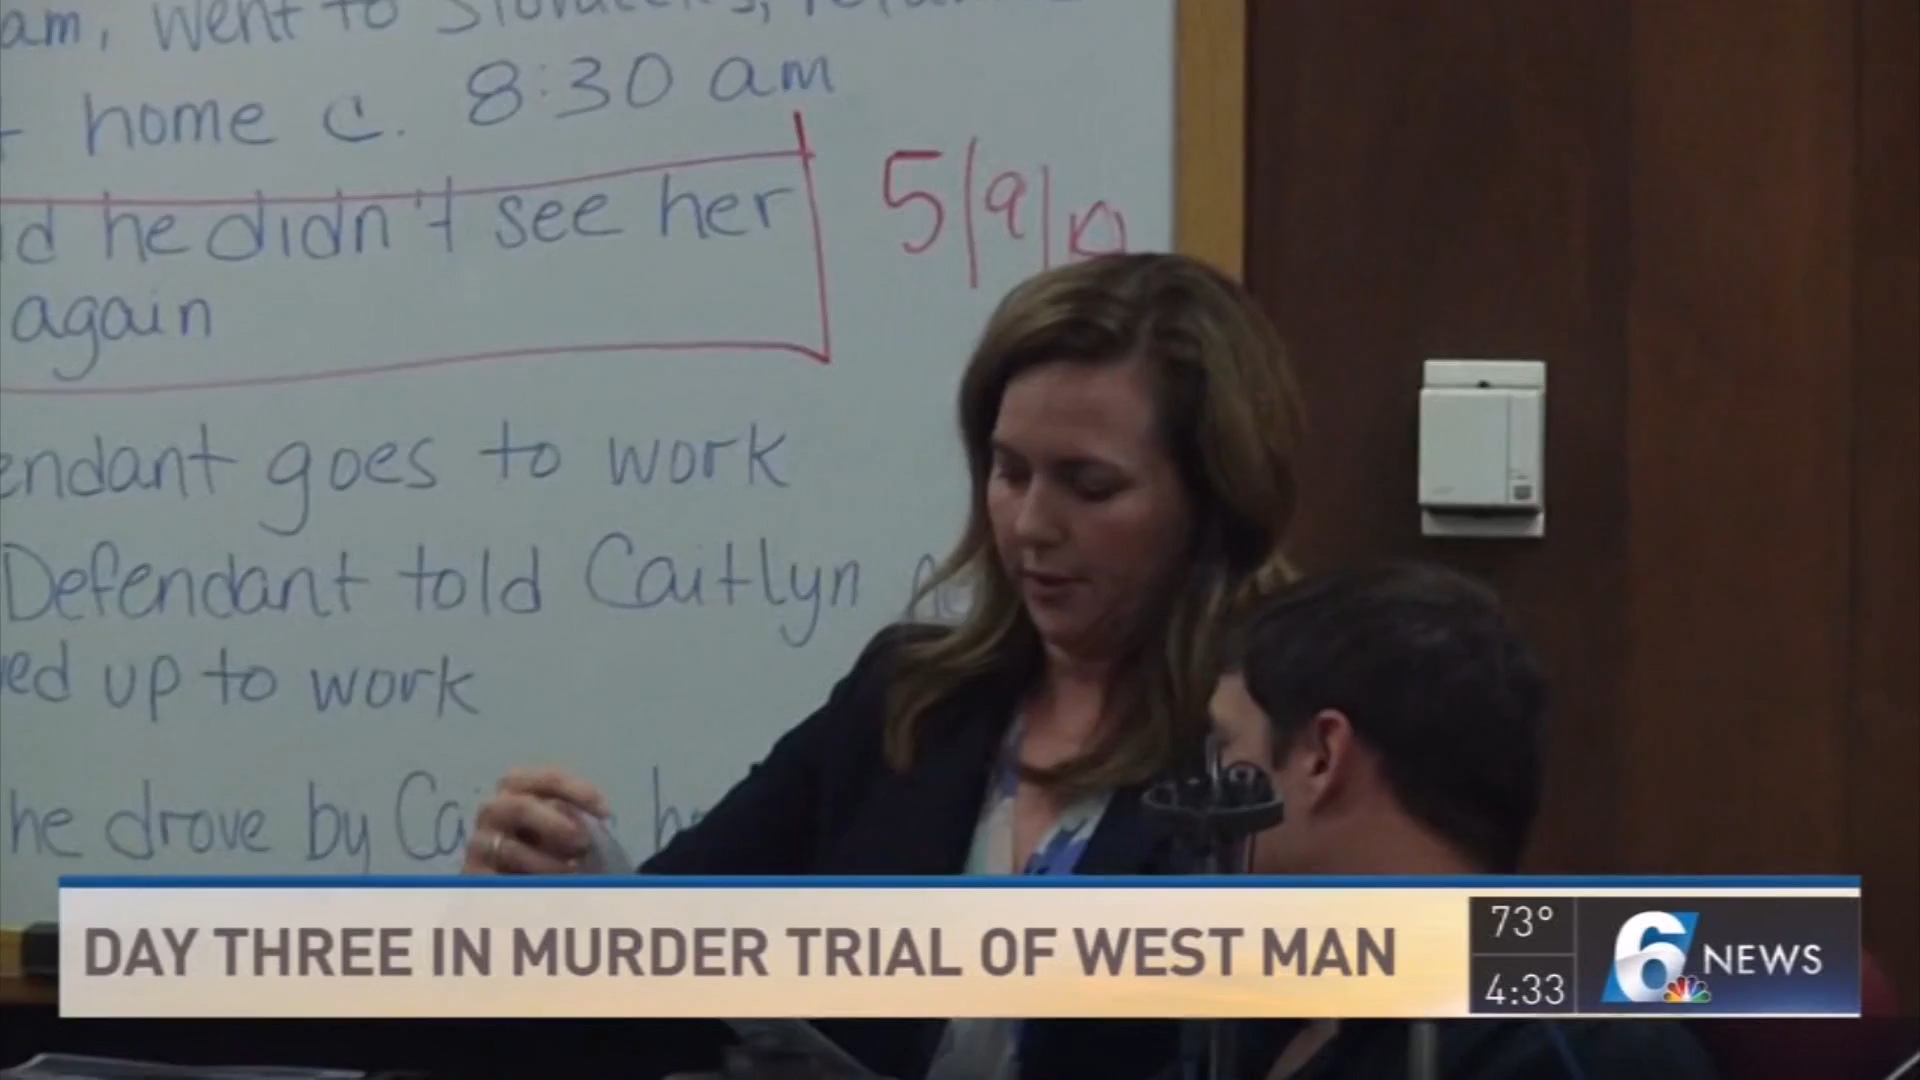 am, went to
home c. 8:30 am
he didn't see her
again
5/9/
goes to work
Defendant told Caitlyn
up to work
he drove by
DAY THREE IN MURDER TRIAL OF WEST MAN
73°
4:33
6 NEWS